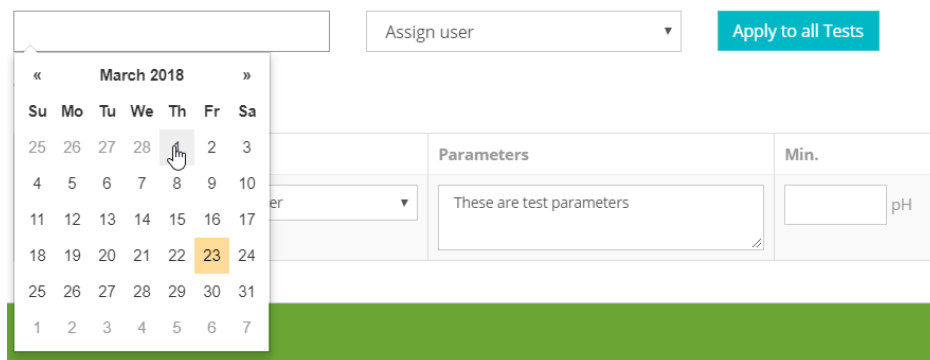 Assign user
Apply to all Tests
« March 2018 »
Su Mo Tu We Th Fr Sa
25 26 27 28 1 2 3
4 5 6 7 8 9 10
11 12 13 14 15 16 17
18 19 20 21 22 23 24
25 26 27 28 29 30 31
1 2 3 4 5 6 7
Parameters
Min.
er
These are test parameters
pH